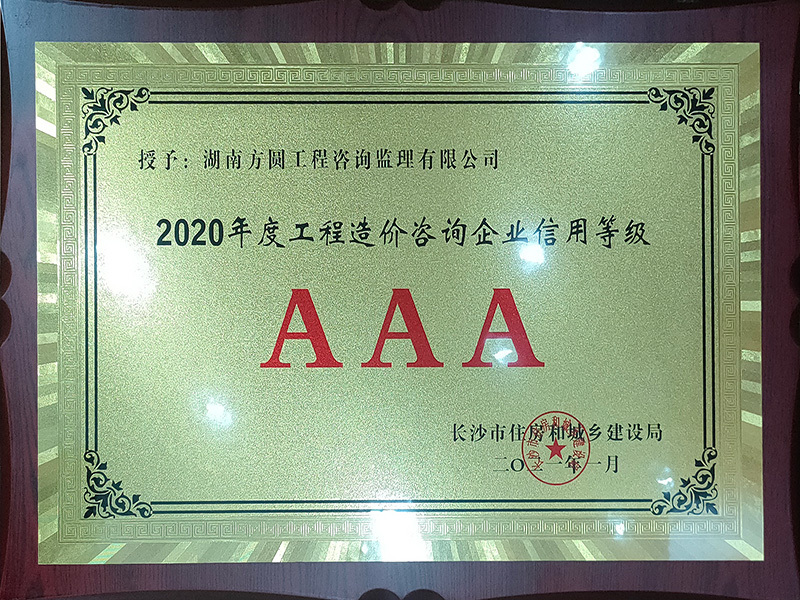 授予：湖南方圆工程咨询监理有限公司
2020年度工程造价咨询企业信用等级
AAA
长沙市住房和城乡建设局
二〇二一年一月